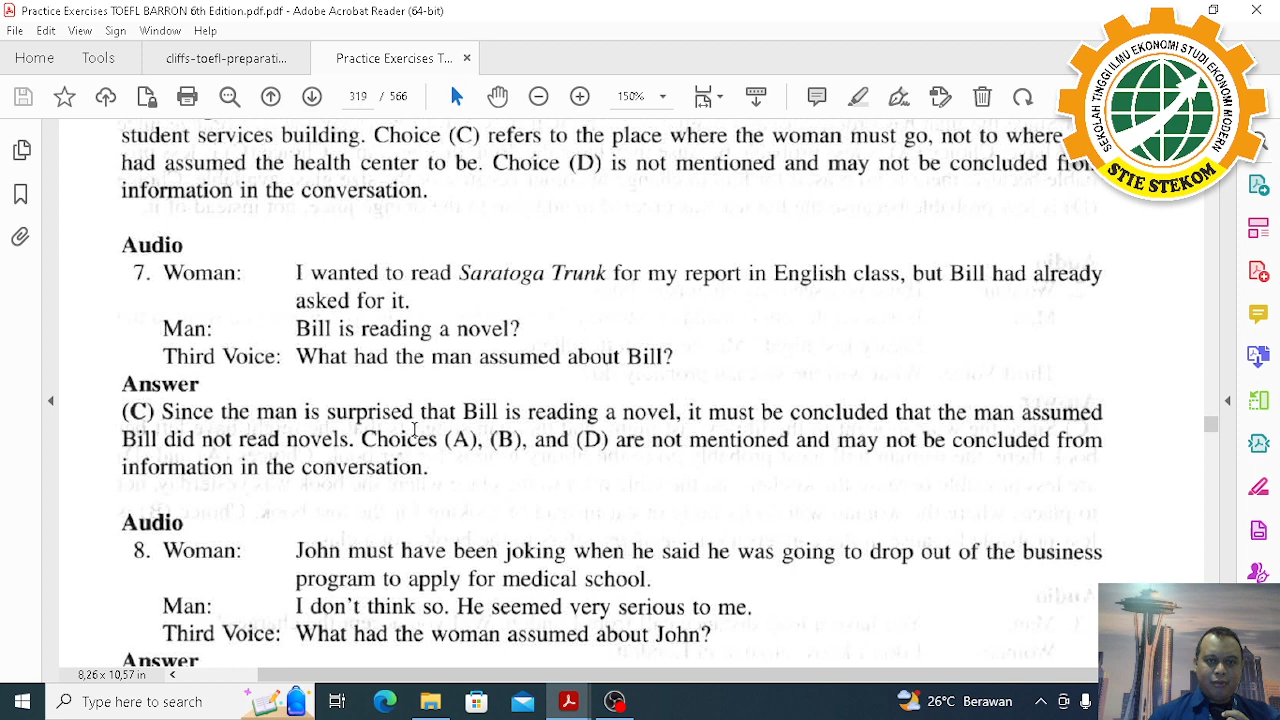 Practice Exercises TOEFL BARRON 6th Edition.pdf.pdf - Adobe Acrobat Reader (64-bit)
File Edit View Sign Window Help
Home Tools cliffs-toefl-preparati... Practice Exercises T... ×
319 / 566 150%
student services building. Choice (C) refers to the place where the woman must go, not to where
had assumed the health center to be. Choice (D) is not mentioned and may not be concluded from
information in the conversation.
Audio
7. Woman: I wanted to read Saratoga Trunk for my report in English class, but Bill had already
asked for it.
Man: Bill is reading a novel?
Third Voice: What had the man assumed about Bill?
Answer
(C) Since the man is surprised that Bill is reading a novel, it must be concluded that the man assumed
Bill did not read novels. Choices (A), (B), and (D) are not mentioned and may not be concluded from
information in the conversation.
Audio
8. Woman: John must have been joking when he said he was going to drop out of the business
program to apply for medical school.
Man: I don't think so. He seemed very serious to me.
Third Voice: What had the woman assumed about John?
Answer
8,26 x 10,57 in
Type here to search
26°C Berawan
SEKOLAH TINGGI ILMU EKONOMI STUDI EKONOMI MODERN
STIE STEKOM